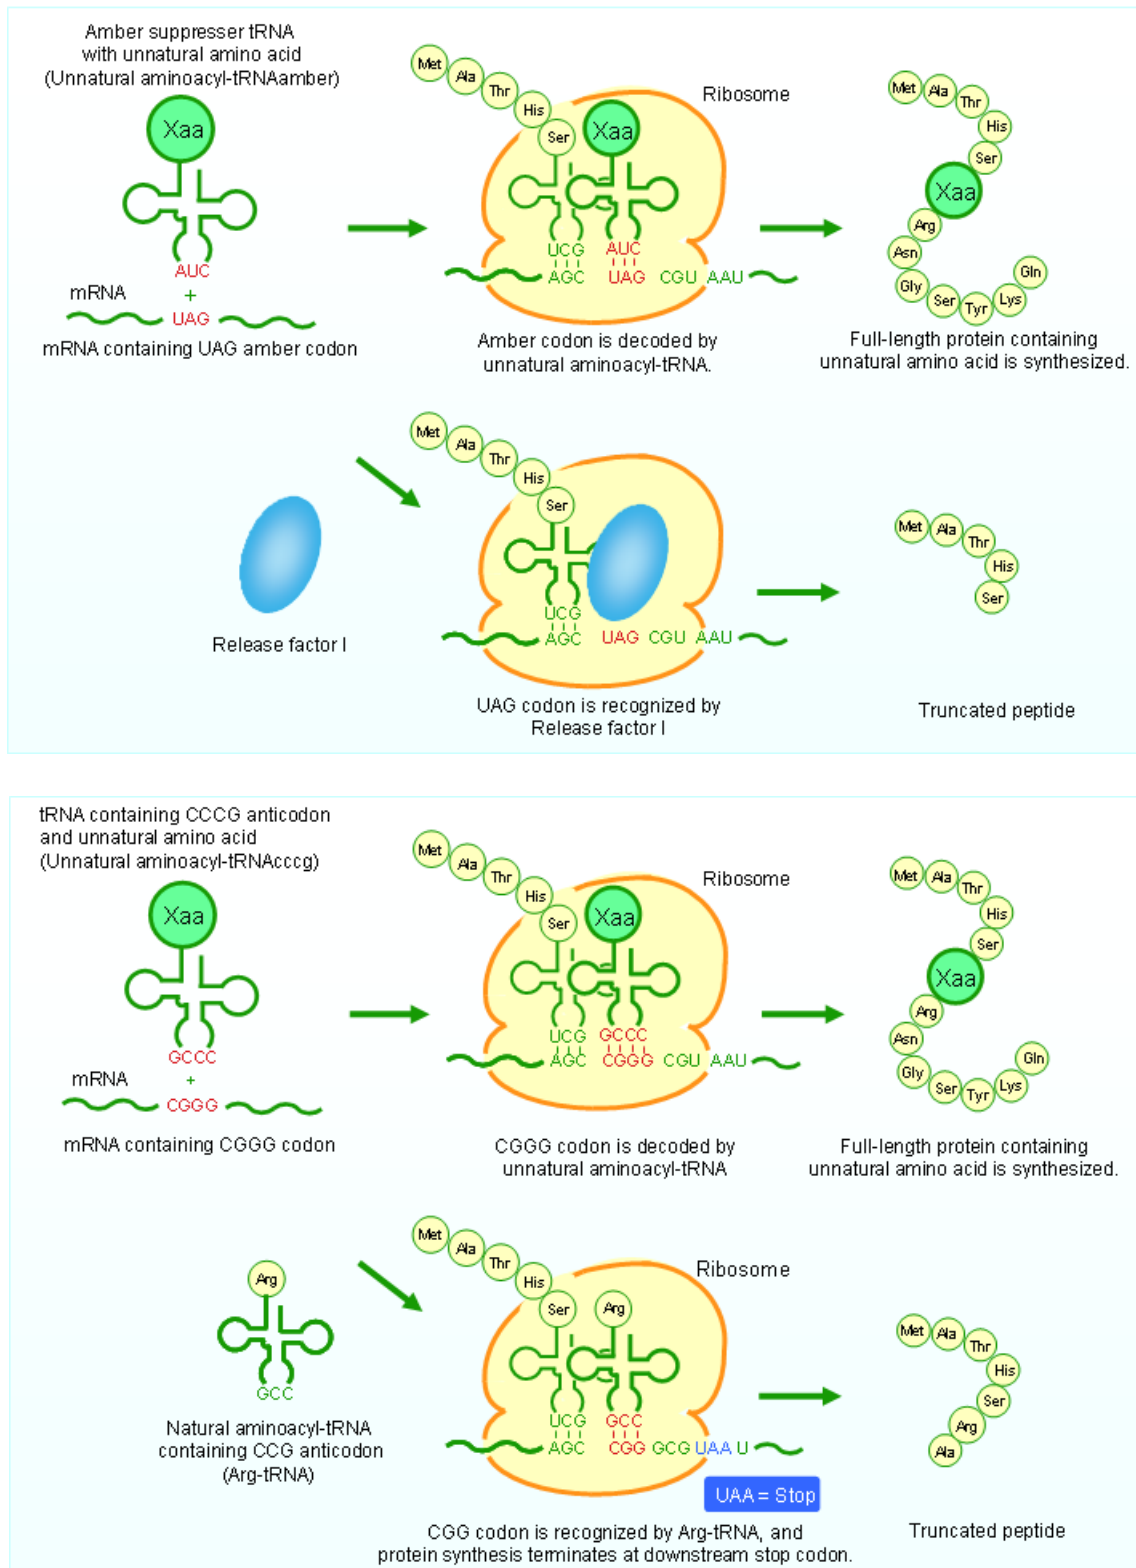 Amber suppresser tRNA
with unnatural amino acid
(Unnatural aminoacyl-tRNAamber)
Xaa
AUC
+
mRNA
UAG
mRNA containing UAG amber codon
Met
Ala
Thr
His
Ser
Xaa
Ribosome
UCG AUC
AGC UAG CGU AAU
Amber codon is decoded by
unnatural aminoacyl-tRNA.
Met
Ala
Thr
His
Ser
Xaa
Arg
Asn
Gly
Ser
Tyr
Lys
Gln
Full-length protein containing
unnatural amino acid is synthesized.
Release factor I
Met
Ala
Thr
His
Ser
UCG
AGC UAG CGU AAU
UAG codon is recognized by
Release factor I
Met
Ala
Thr
His
Ser
Truncated peptide
tRNA containing CCCG anticodon
and unnatural amino acid
(Unnatural aminoacyl-tRNAcccg)
Xaa
GCCC
+
mRNA
CGGG
mRNA containing CGGG codon
Met
Ala
Thr
His
Ser
Xaa
Ribosome
UCG GCCC
AGC CGGG CGU AAU
CGGG codon is decoded by
unnatural aminoacyl-tRNA
Met
Ala
Thr
His
Ser
Xaa
Arg
Asn
Gly
Ser
Tyr
Lys
Gln
Full-length protein containing
unnatural amino acid is synthesized.
Arg
GCC
Natural aminoacyl-tRNA
containing CCG anticodon
(Arg-tRNA)
Met
Ala
Thr
His
Ser
Arg
Ribosome
UCG GCC
AGC CGG GCG UAA U
UAA = Stop
CGG codon is recognized by Arg-tRNA, and
protein synthesis terminates at downstream stop codon.
Met
Ala
Thr
His
Ser
Arg
Ala
Truncated peptide